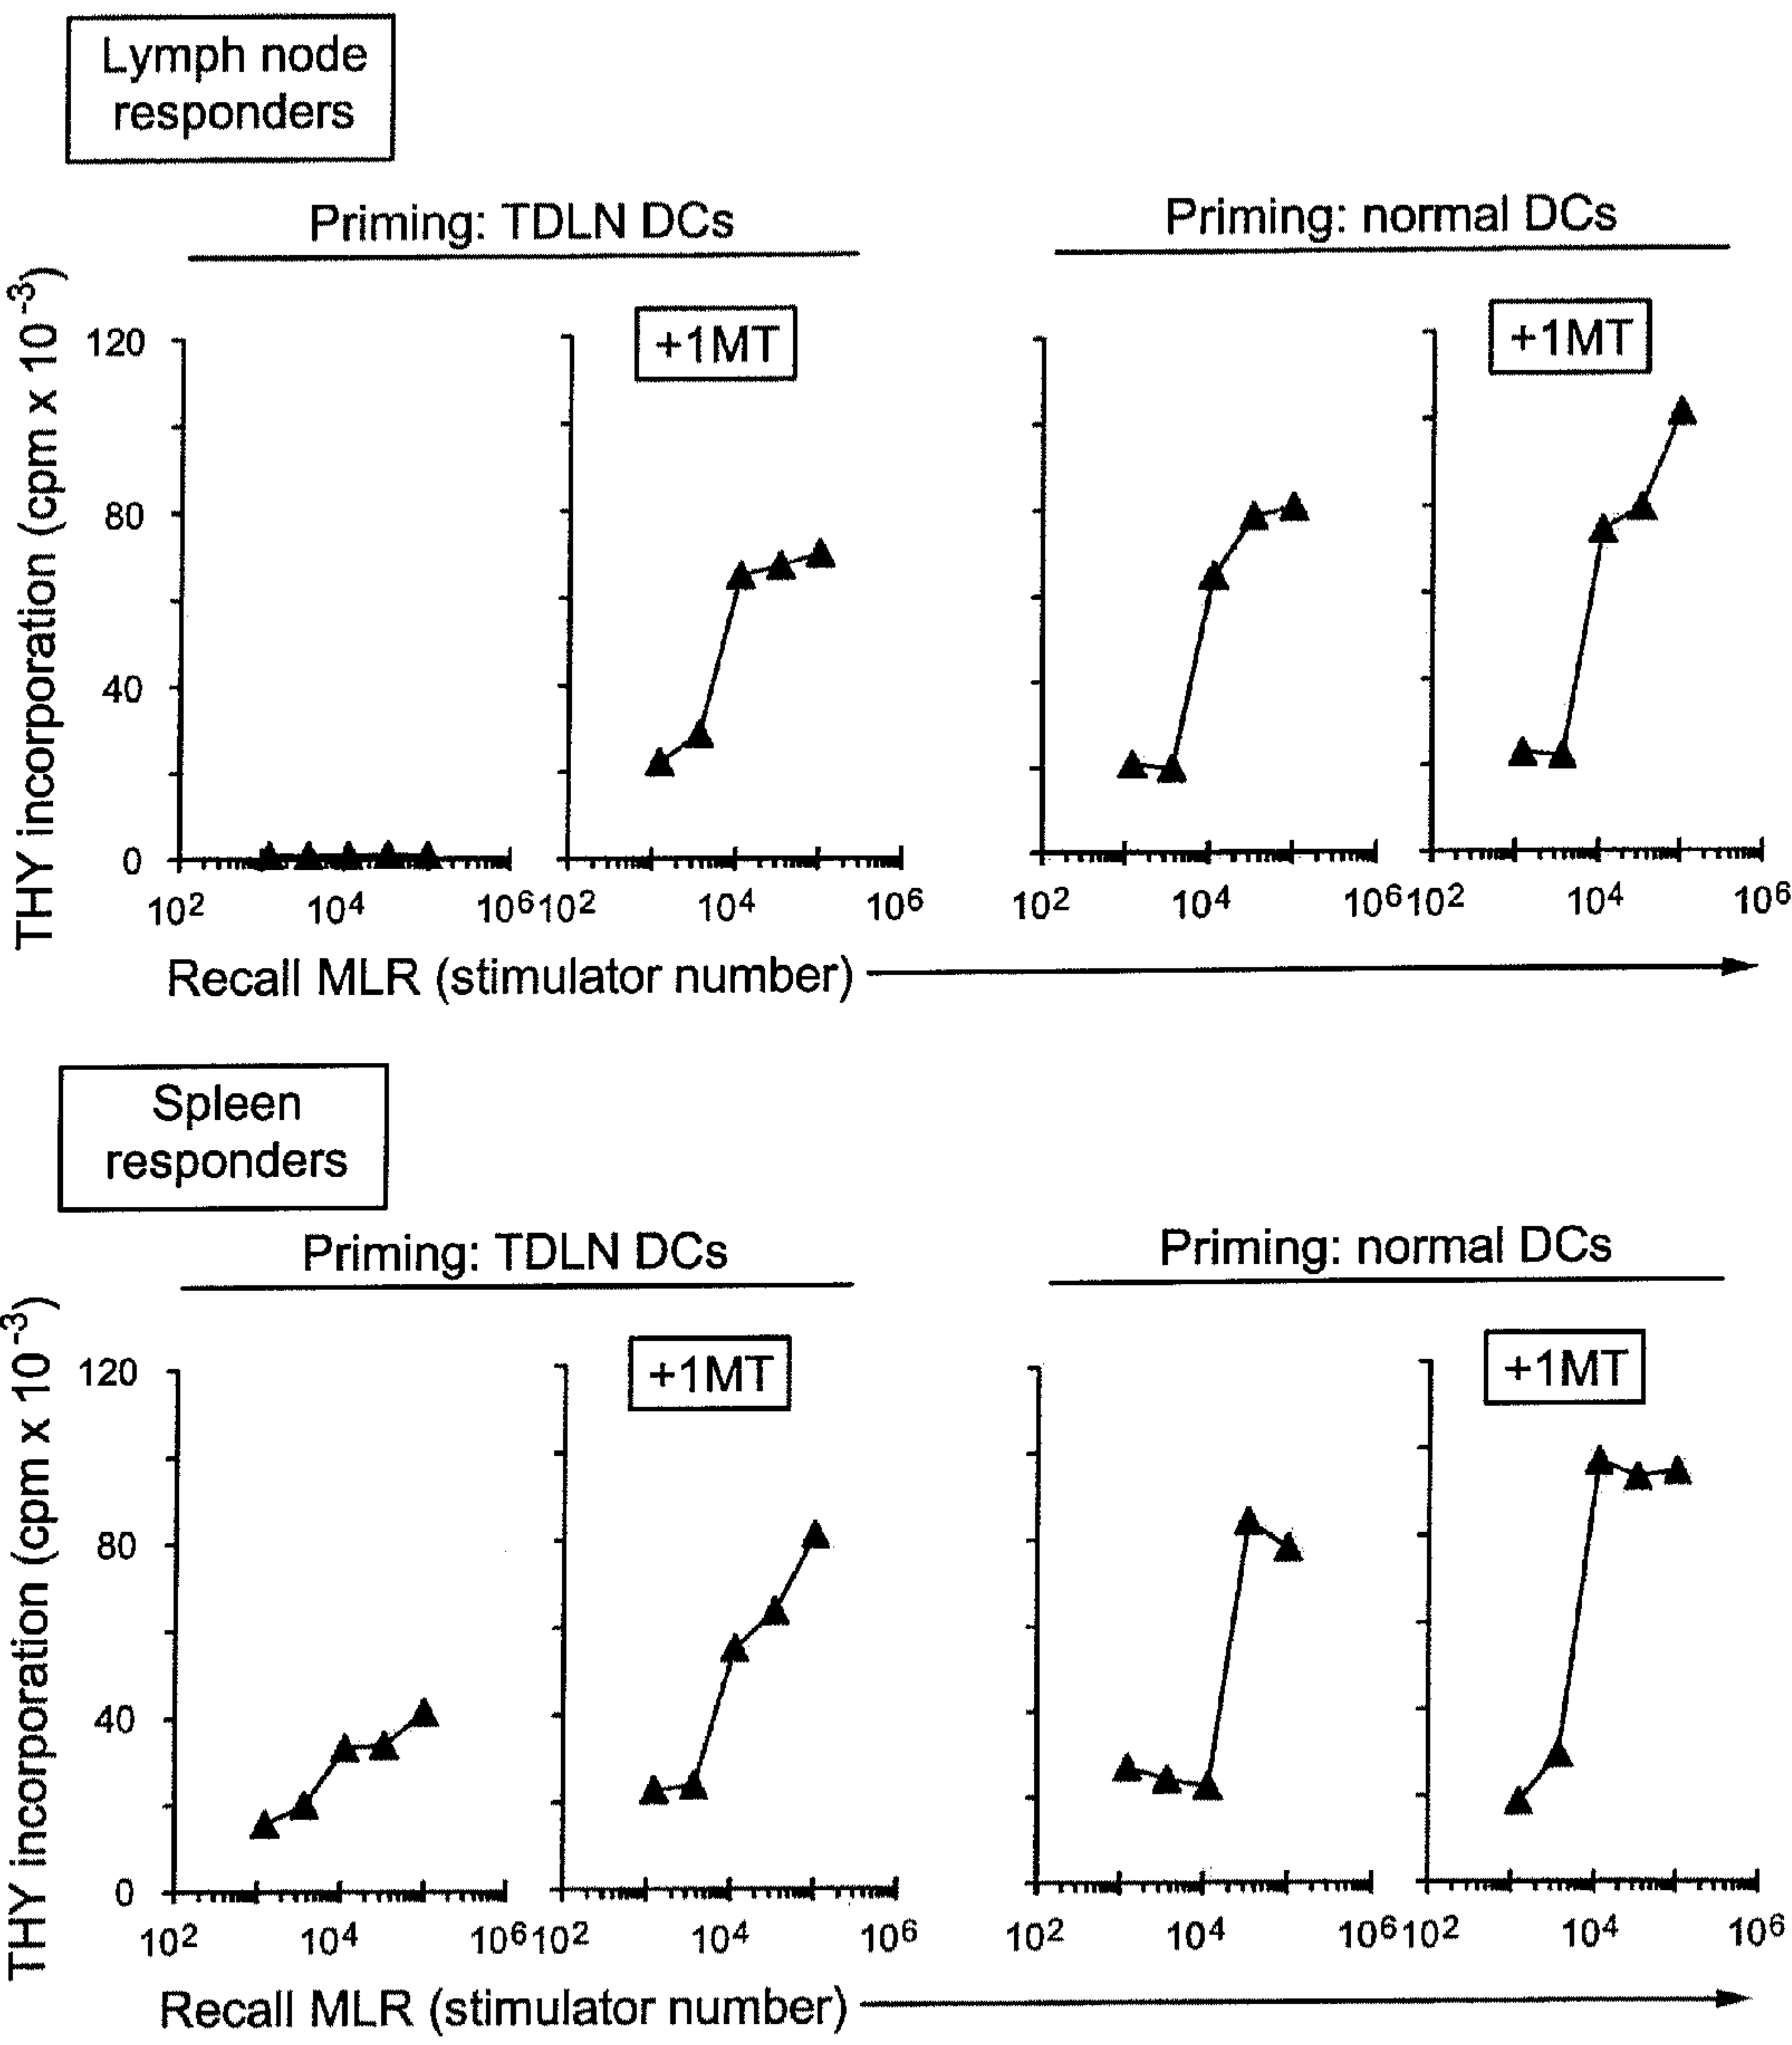 Lymph node
responders
Priming: TDLN DCs
Priming: normal DCs
+1MT
+1MT
THY incorporation (cpm x 10⁻³)
120
80
40
0
10² 10⁴ 10⁶ 10² 10⁴ 10⁶ 10² 10⁴ 10⁶ 10² 10⁴ 10⁶
Recall MLR (stimulator number)
Spleen
responders
Priming: TDLN DCs
Priming: normal DCs
+1MT
+1MT
THY incorporation (cpm x 10⁻³)
120
80
40
0
10² 10⁴ 10⁶ 10² 10⁴ 10⁶ 10² 10⁴ 10⁶ 10² 10⁴ 10⁶
Recall MLR (stimulator number)